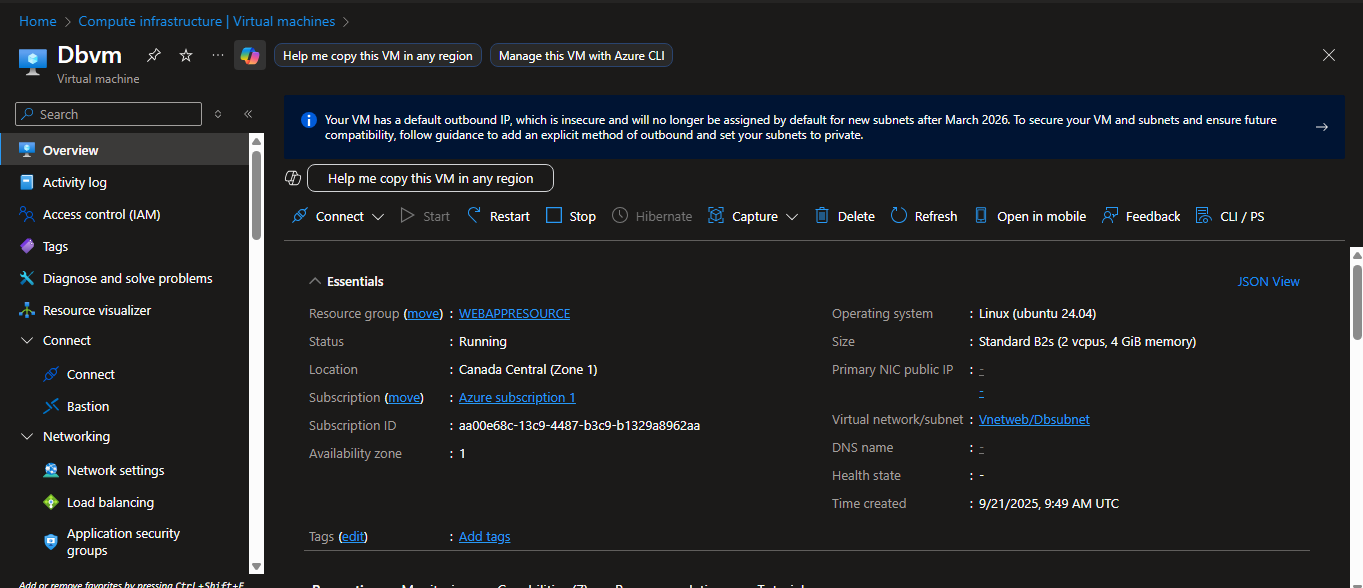 Home > Compute infrastructure | Virtual machines >
Dbvm
Help me copy this VM in any region
Manage this VM with Azure CLI
Virtual machine
Search
Overview
Activity log
Access control (IAM)
Tags
Diagnose and solve problems
Resource visualizer
Connect
Connect
Bastion
Networking
Network settings
Load balancing
Application security
groups
Add or remove favorites by pressing Ctrl+Shift+F
Your VM has a default outbound IP, which is insecure and will no longer be assigned by default for new subnets after March 2026. To secure your VM and subnets and ensure future
compatibility, follow guidance to add an explicit method of outbound and set your subnets to private.
Help me copy this VM in any region
Connect Start Restart Stop Hibernate Capture Delete Refresh Open in mobile Feedback CLI / PS
Essentials
JSON View
Resource group (move) : WEBAPPRESOURCE
Status : Running
Location : Canada Central (Zone 1)
Subscription (move) : Azure subscription 1
Subscription ID : aa00e68c-13c9-4487-b3c9-b1329a8962aa
Availability zone : 1
Operating system : Linux (ubuntu 24.04)
Size : Standard B2s (2 vcpus, 4 GiB memory)
Primary NIC public IP : -
-
Virtual network/subnet : Vnetweb/Dbsubnet
DNS name : -
Health state : -
Time created : 9/21/2025, 9:49 AM UTC
Tags (edit) : Add tags